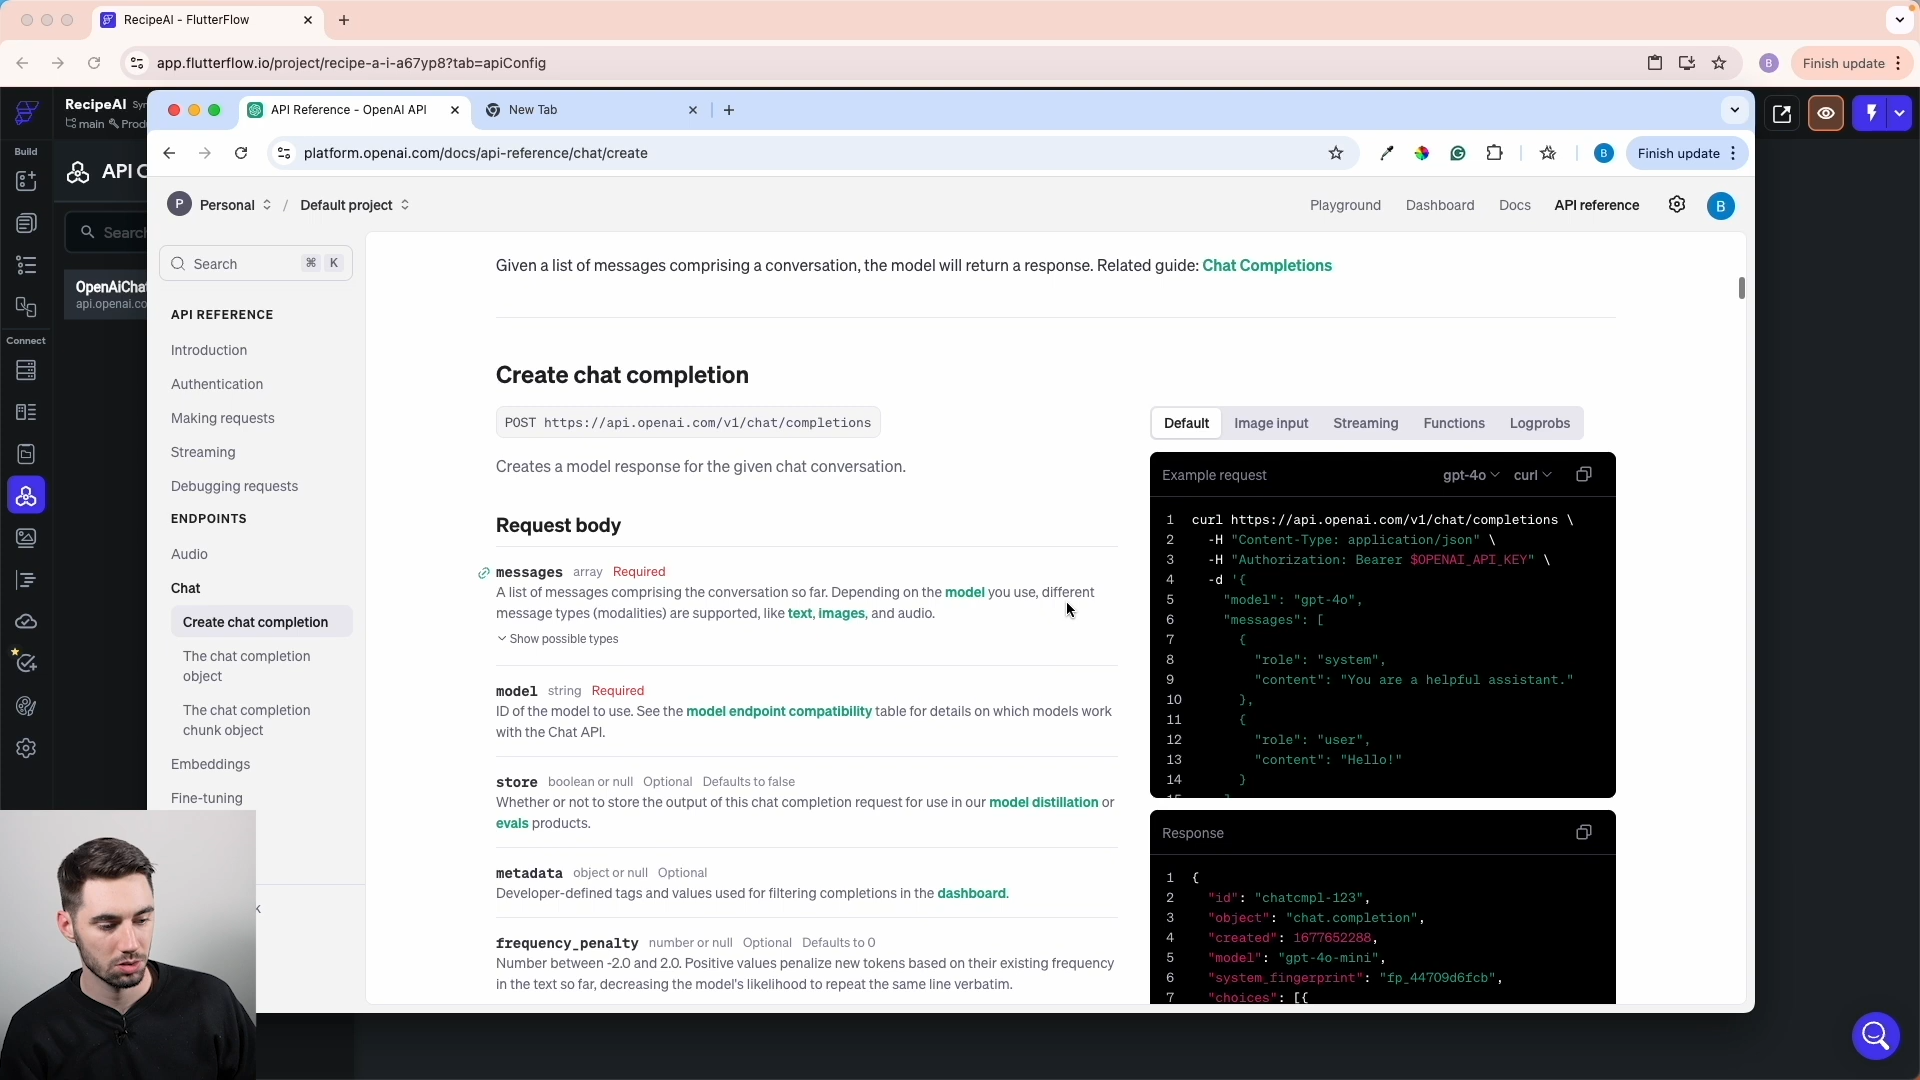 RecipeAI - FlutterFlow
app.flutterflow.io/project/recipe-a-i-a67yp8?tab=apiConfig
B
Finish update
RecipeAI
main
Build
API C
Search
OpenAiCha
api.openai.co
Connect
API Reference - OpenAI API
New Tab
platform.openai.com/docs/api-reference/chat/create
B
Finish update
P
Personal
/
Default project
Playground
Dashboard
Docs
API reference
B
Search
⌘
K
API REFERENCE
Introduction
Authentication
Making requests
Streaming
Debugging requests
ENDPOINTS
Audio
Chat
Create chat completion
The chat completion
object
The chat completion
chunk object
Embeddings
Fine-tuning
k
Given a list of messages comprising a conversation, the model will return a response. Related guide: Chat Completions
Create chat completion
POST https://api.openai.com/v1/chat/completions
Creates a model response for the given chat conversation.
Request body
messages array Required
A list of messages comprising the conversation so far. Depending on the model you use, different
message types (modalities) are supported, like text, images, and audio.
Show possible types
model string Required
ID of the model to use. See the model endpoint compatibility table for details on which models work
with the Chat API.
store boolean or null Optional Defaults to false
Whether or not to store the output of this chat completion request for use in our model distillation or
evals products.
metadata object or null Optional
Developer-defined tags and values used for filtering completions in the dashboard.
frequency_penalty number or null Optional Defaults to 0
Number between -2.0 and 2.0. Positive values penalize new tokens based on their existing frequency
in the text so far, decreasing the model's likelihood to repeat the same line verbatim.
Default
Image input
Streaming
Functions
Logprobs
Example request
gpt-4o
curl
1 curl https://api.openai.com/v1/chat/completions \
2 -H "Content-Type: application/json" \
3 -H "Authorization: Bearer $OPENAI_API_KEY" \
4 -d '{
5 "model": "gpt-4o",
6 "messages": [
7 {
8 "role": "system",
9 "content": "You are a helpful assistant."
10 },
11 {
12 "role": "user",
13 "content": "Hello!"
14 }
Response
1 {
2 "id": "chatcmpl-123",
3 "object": "chat.completion",
4 "created": 1677652288,
5 "model": "gpt-4o-mini",
6 "system_fingerprint": "fp_44709d6fcb",
7 "choices": [{